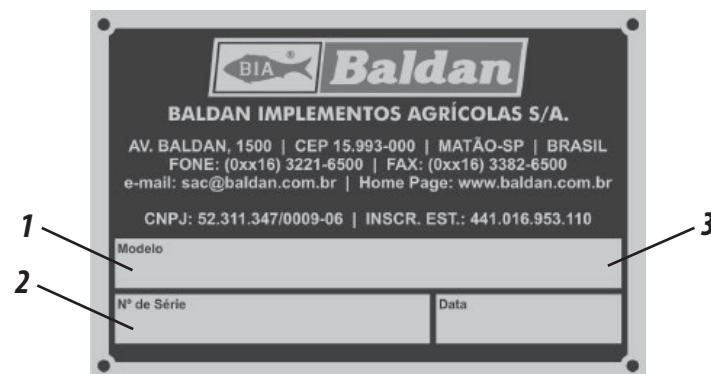 BIA ® Baldan
BALDAN IMPLEMENTOS AGRÍCOLAS S/A.
AV. BALDAN, 1500 | CEP 15.993-000 | MATÃO-SP | BRASIL
FONE: (0xx16) 3221-6500 | FAX: (0xx16) 3382-6500
e-mail: sac@baldan.com.br | Home Page: www.baldan.com.br
CNPJ: 52.311.347/0009-06 | INSCR. EST.: 441.016.953.110
1 3
Modelo
2
Nº de Série Data